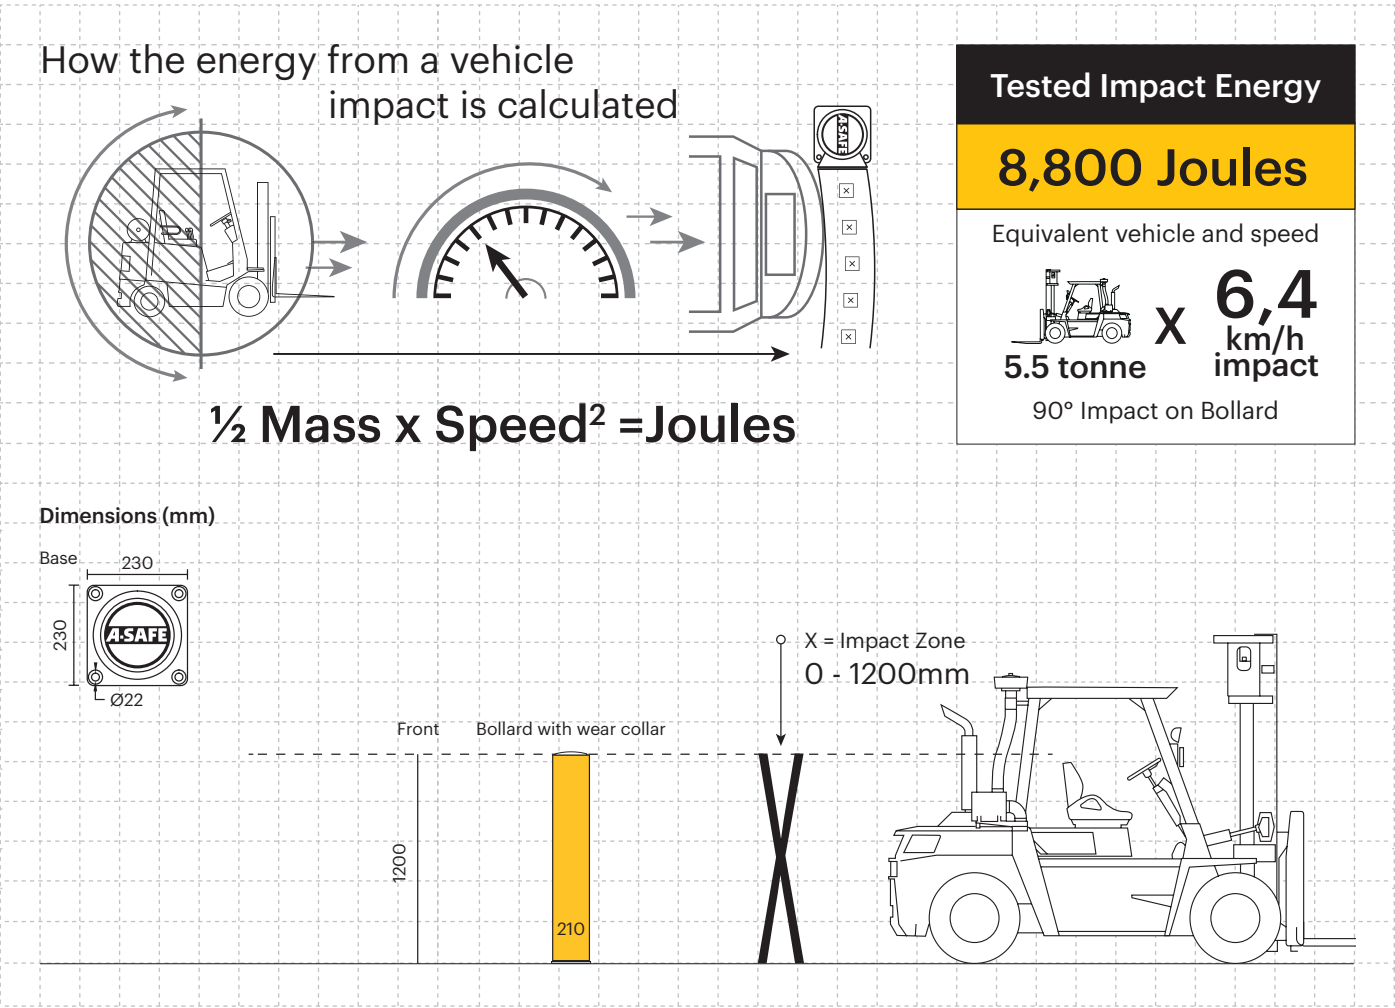 How the energy from a vehicle
impact is calculated
A-SAFE
½ Mass x Speed² =Joules
Tested Impact Energy
8,800 Joules
Equivalent vehicle and speed
5.5 tonne
X
6,4
km/h
impact
90° Impact on Bollard
Dimensions (mm)
Base
230
230
A-SAFE
Ø22
Front
Bollard with wear collar
1200
210
X = Impact Zone
0 - 1200mm